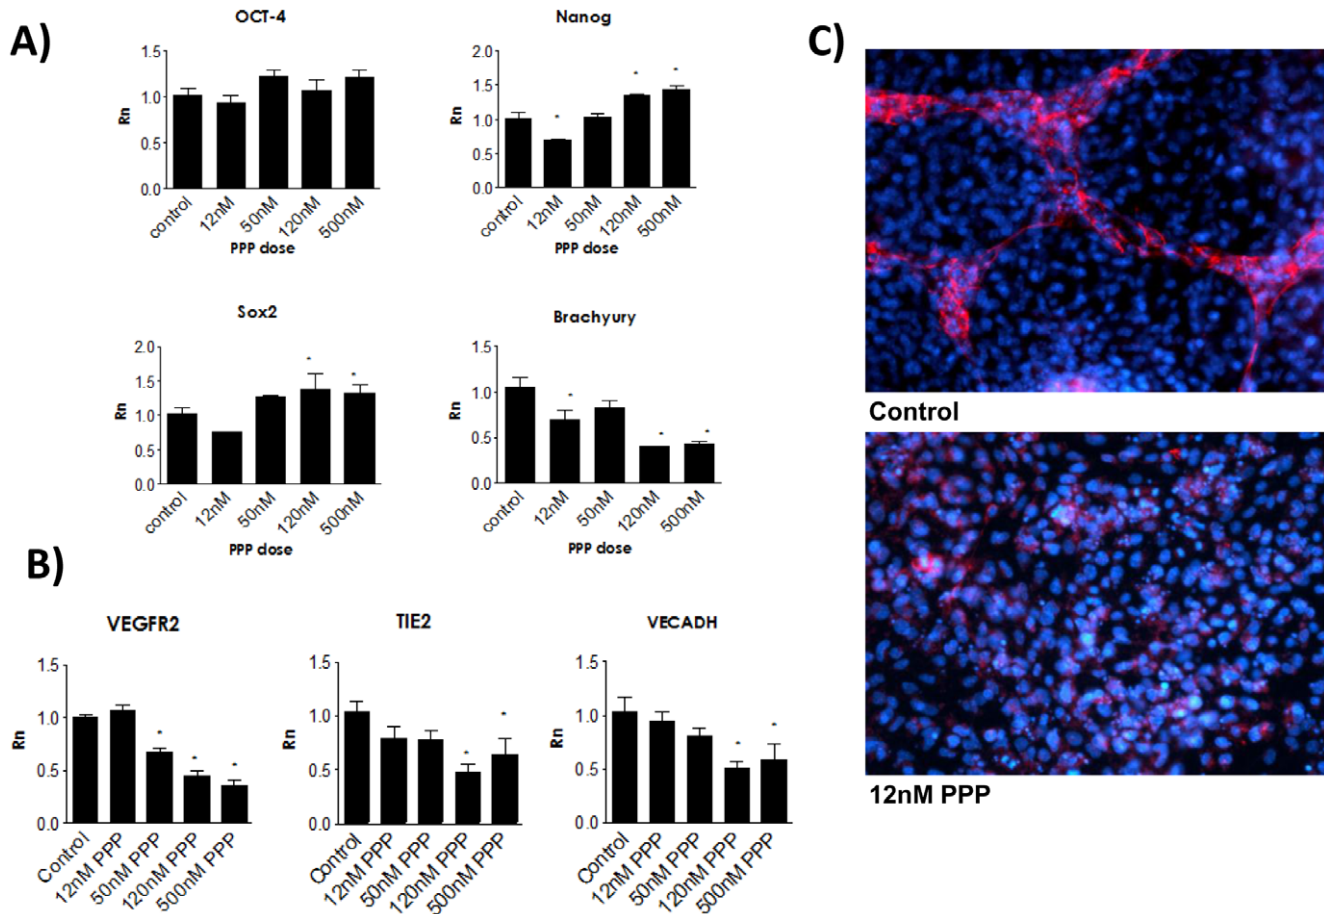 A)
OCT-4
Rn
1.5
1.0
0.5
0.0
control
12nM
50nM
120nM
500nM
PPP dose
Nanog
Rn
2.0
1.5
1.0
0.5
0.0
*
*
*
control
12nM
50nM
120nM
500nM
PPP dose
Sox2
Rn
2.0
1.5
1.0
0.5
0.0
*
*
control
12nM
50nM
120nM
500nM
PPP dose
Brachyury
Rn
1.5
1.0
0.5
0.0
*
*
*
control
12nM
50nM
120nM
500nM
PPP dose
B)
VEGFR2
Rn
1.5
1.0
0.5
0.0
*
*
*
Control
12nM PPP
50nM PPP
120nM PPP
500nM PPP
TIE2
Rn
1.5
1.0
0.5
0.0
*
*
Control
12nM PPP
50nM PPP
120nM PPP
500nM PPP
VECADH
Rn
1.5
1.0
0.5
0.0
*
*
Control
12nM PPP
50nM PPP
120nM PPP
500nM PPP
C)
Control
12nM PPP